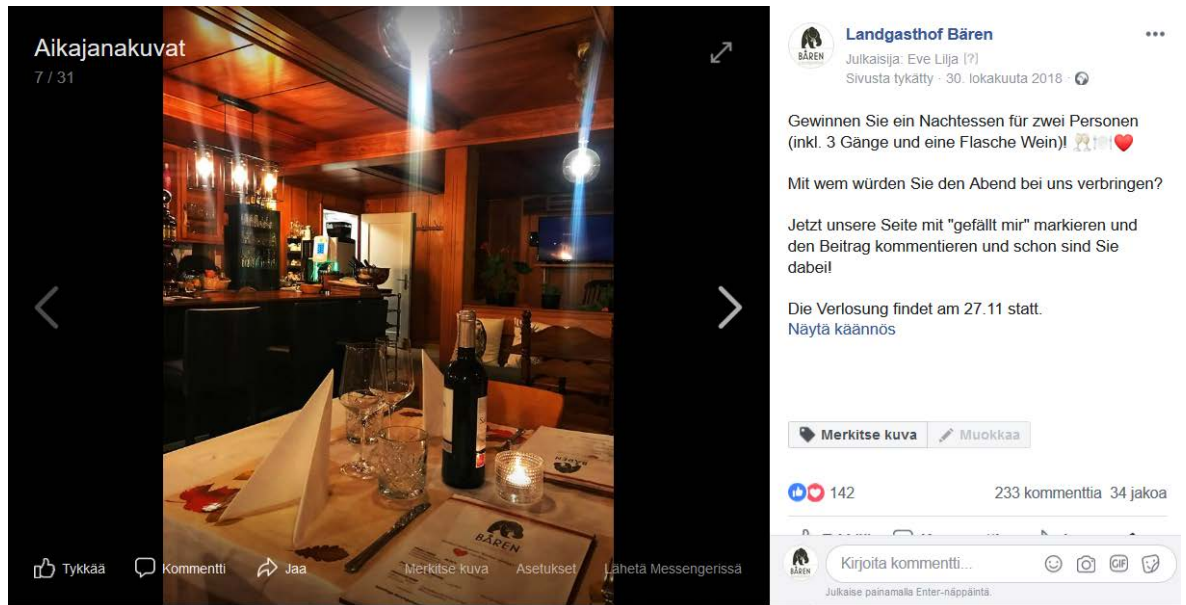 Aikajanakuvat
7 / 31
BÄREN
BÄREN
Tykkää
Kommentti
Jaa
Merkitse kuva
Asetukset
Lähetä Messengerissä
BÄREN
Landgasthof Bären
Julkaisija: Eve Lilja [?]
Sivusta tykätty · 30. lokakuuta 2018 ·
Gewinnen Sie ein Nachtessen für zwei Personen
(inkl. 3 Gänge und eine Flasche Wein)!
Mit wem würden Sie den Abend bei uns verbringen?
Jetzt unsere Seite mit "gefällt mir" markieren und
den Beitrag kommentieren und schon sind Sie
dabei!
Die Verlosung findet am 27.11 statt.
Näytä käännös
Merkitse kuva
Muokkaa
142
233 kommenttia 34 jakoa
BÄREN
Kirjoita kommentti...
GIF
Julkaise painamalla Enter-näppäintä.